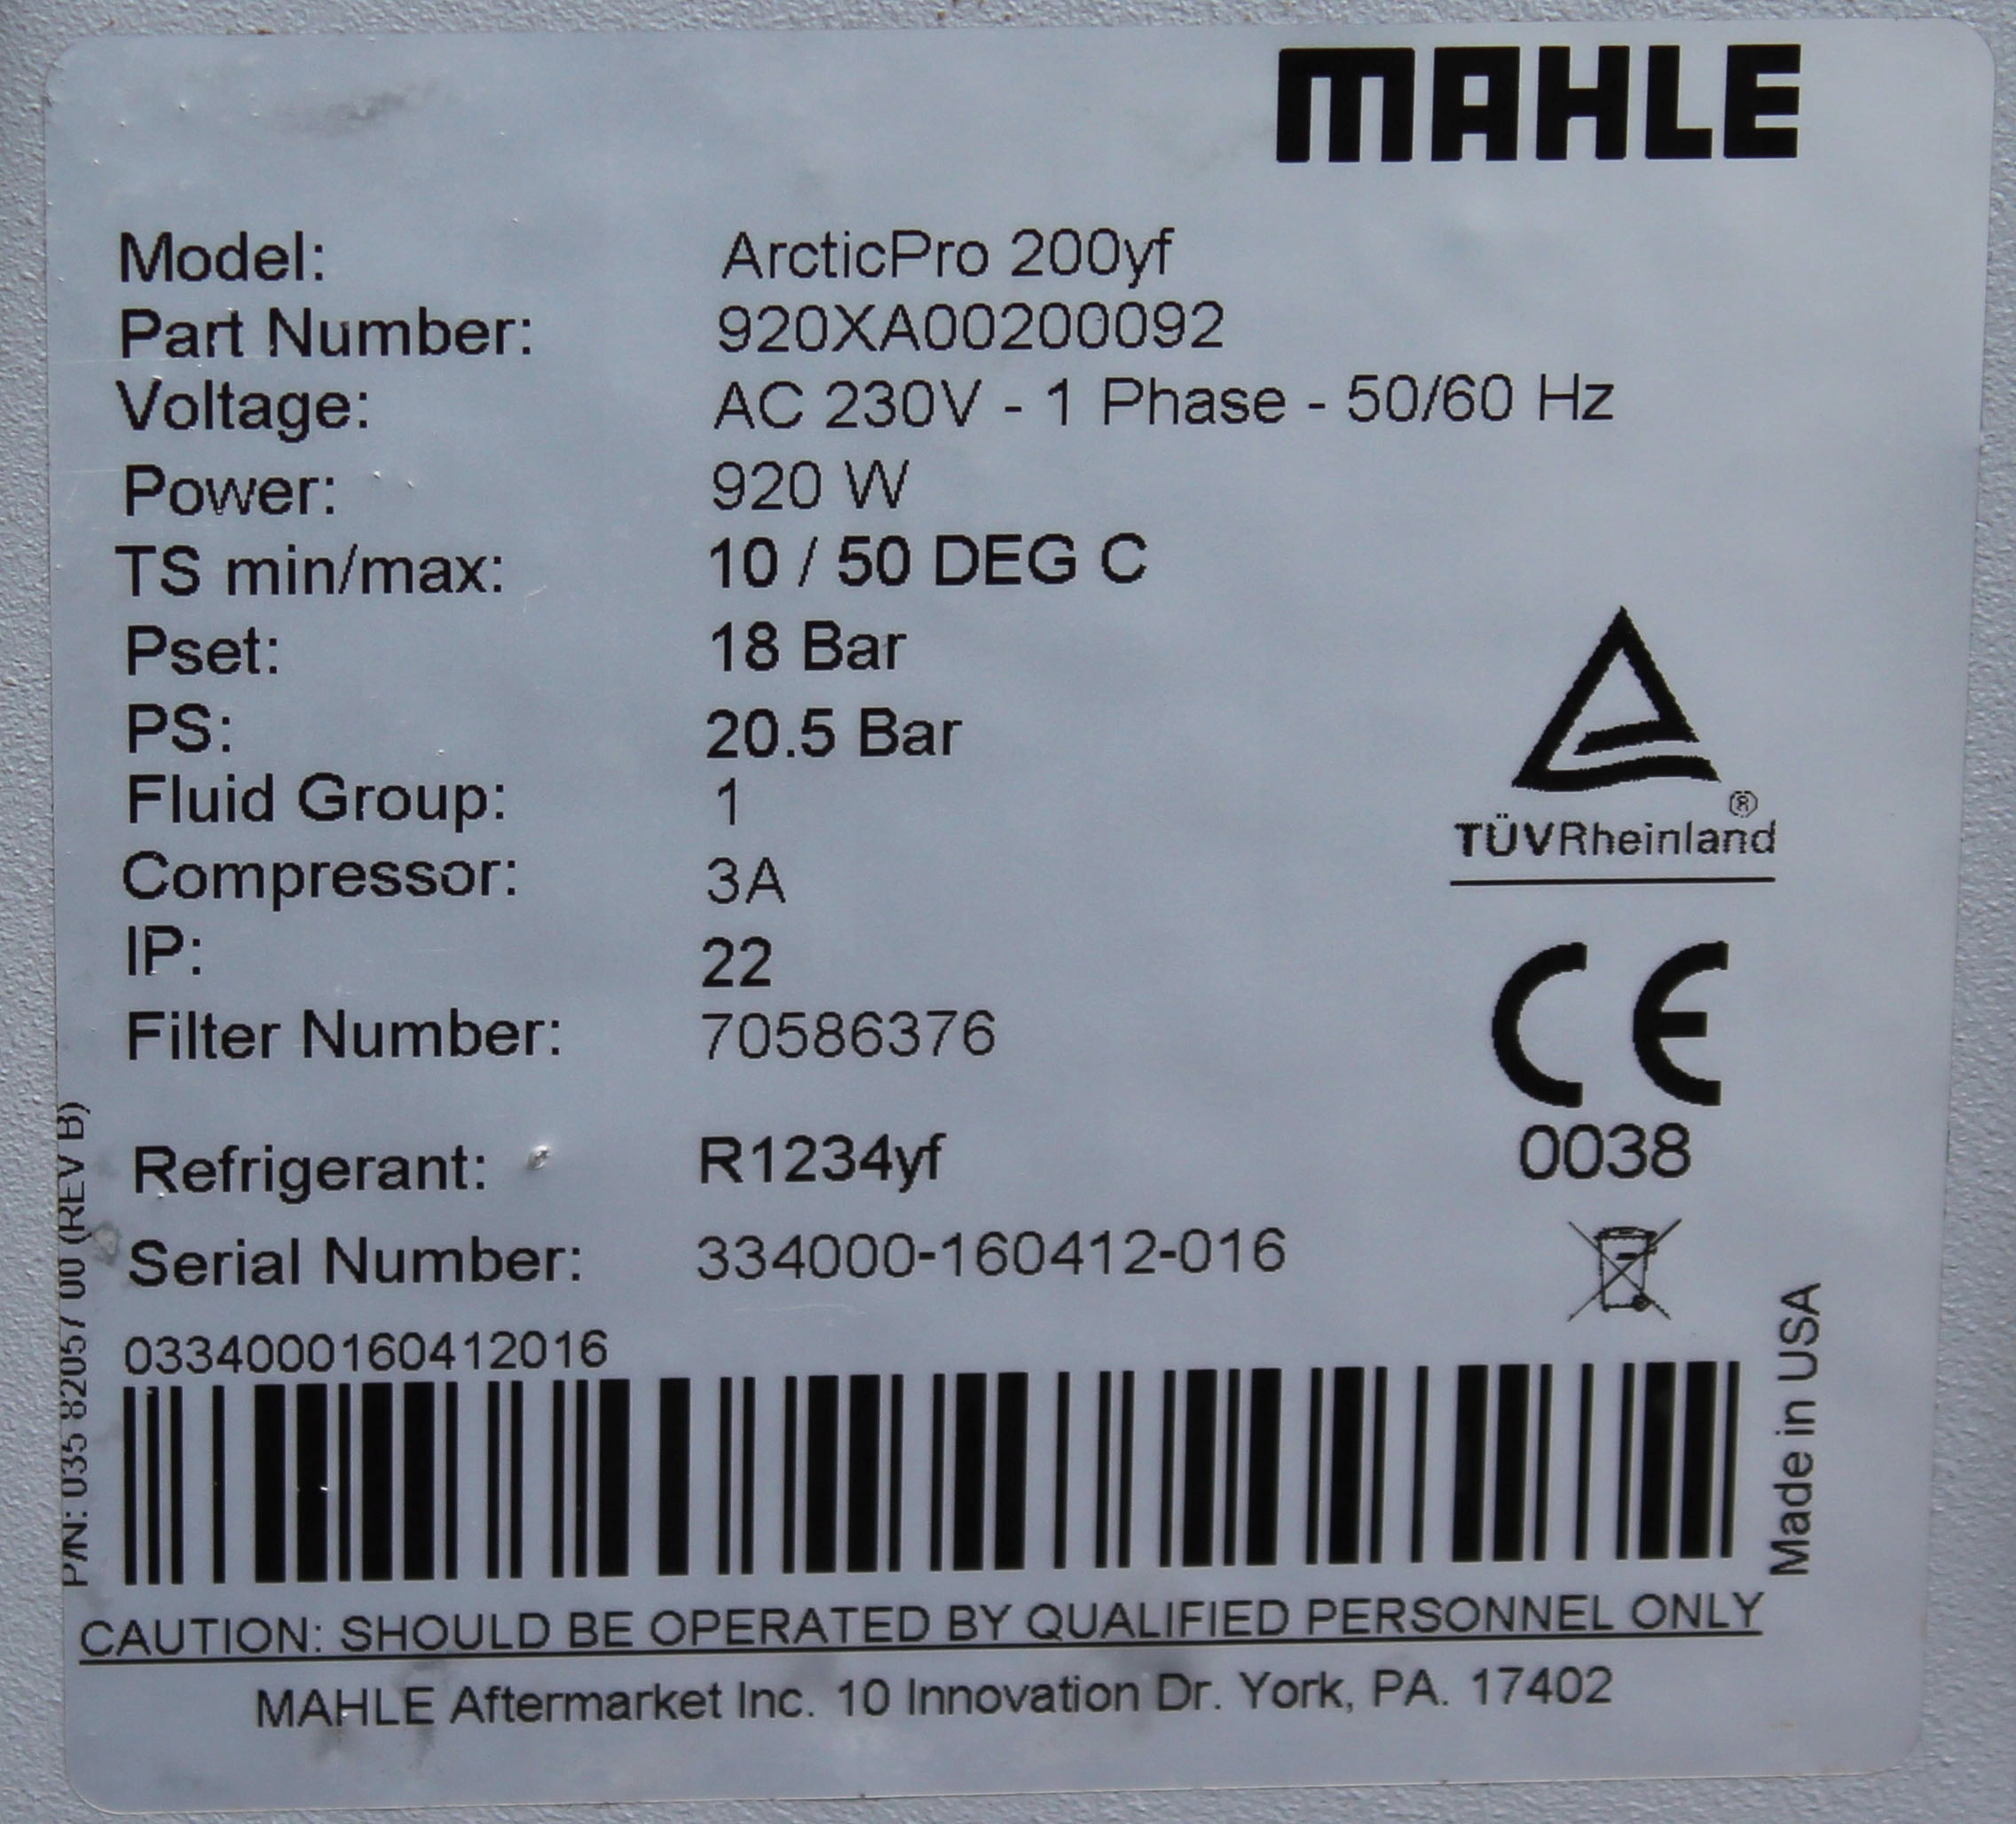 MAHLE
Model: ArcticPro 200yf
Part Number: 920XA00200092
Voltage: AC 230V - 1 Phase - 50/60 Hz
Power: 920 W
TS min/max: 10 / 50 DEG C
Pset: 18 Bar
PS: 20.5 Bar
Fluid Group: 1
Compressor: 3A
IP: 22
Filter Number: 70586376
Refrigerant: R1234yf
Serial Number: 334000-160412-016
0334000160412016
TÜVRheinland®
CE
0038
Made in USA
P/N: 035 82057 00 (REV B)
CAUTION: SHOULD BE OPERATED BY QUALIFIED PERSONNEL ONLY
MAHLE Aftermarket Inc. 10 Innovation Dr. York, PA. 17402